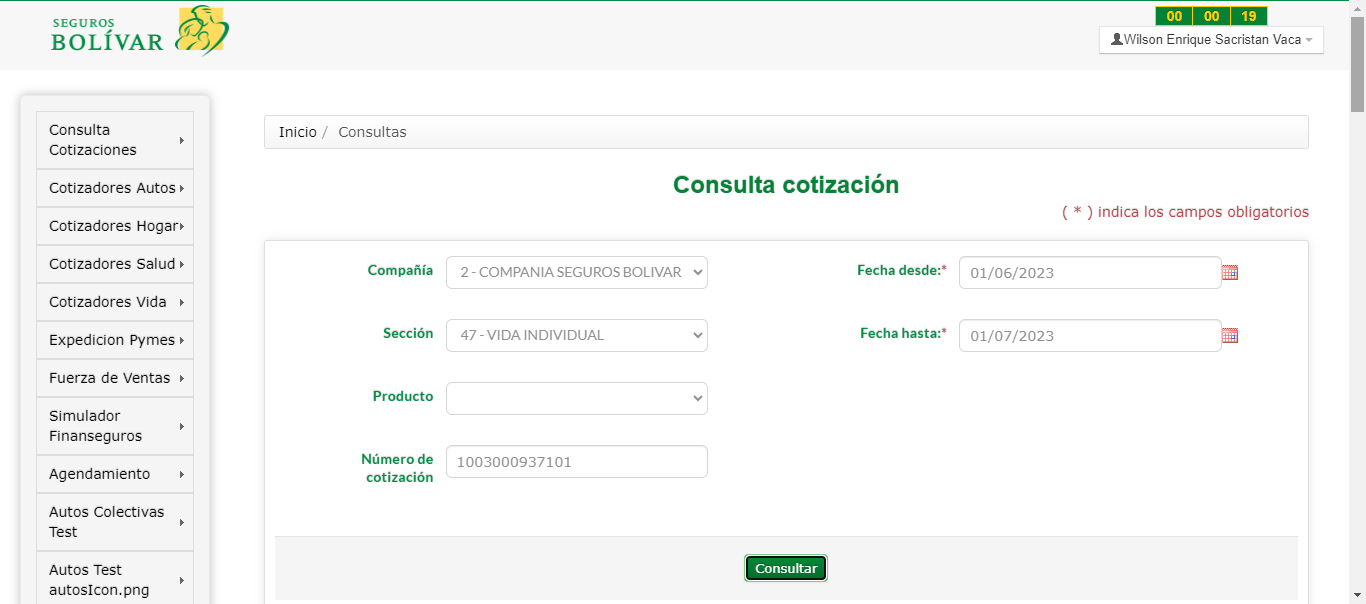 SEGUROS
BOLÍVAR
00 00 19
Wilson Enrique Sacristan Vaca
Consulta
Cotizaciones
Cotizadores Autos
Cotizadores Hogar
Cotizadores Salud
Cotizadores Vida
Expedicion Pymes
Fuerza de Ventas
Simulador
Finanseguros
Agendamiento
Autos Colectivas
Test
Autos Test
autosIcon.png
Inicio / Consultas
Consulta cotización
( * ) indica los campos obligatorios
Compañía 2 - COMPANIA SEGUROS BOLIVAR Fecha desde:* 01/06/2023
Sección 47 - VIDA INDIVIDUAL Fecha hasta:* 01/07/2023
Producto
Número de
cotización 1003000937101
Consultar